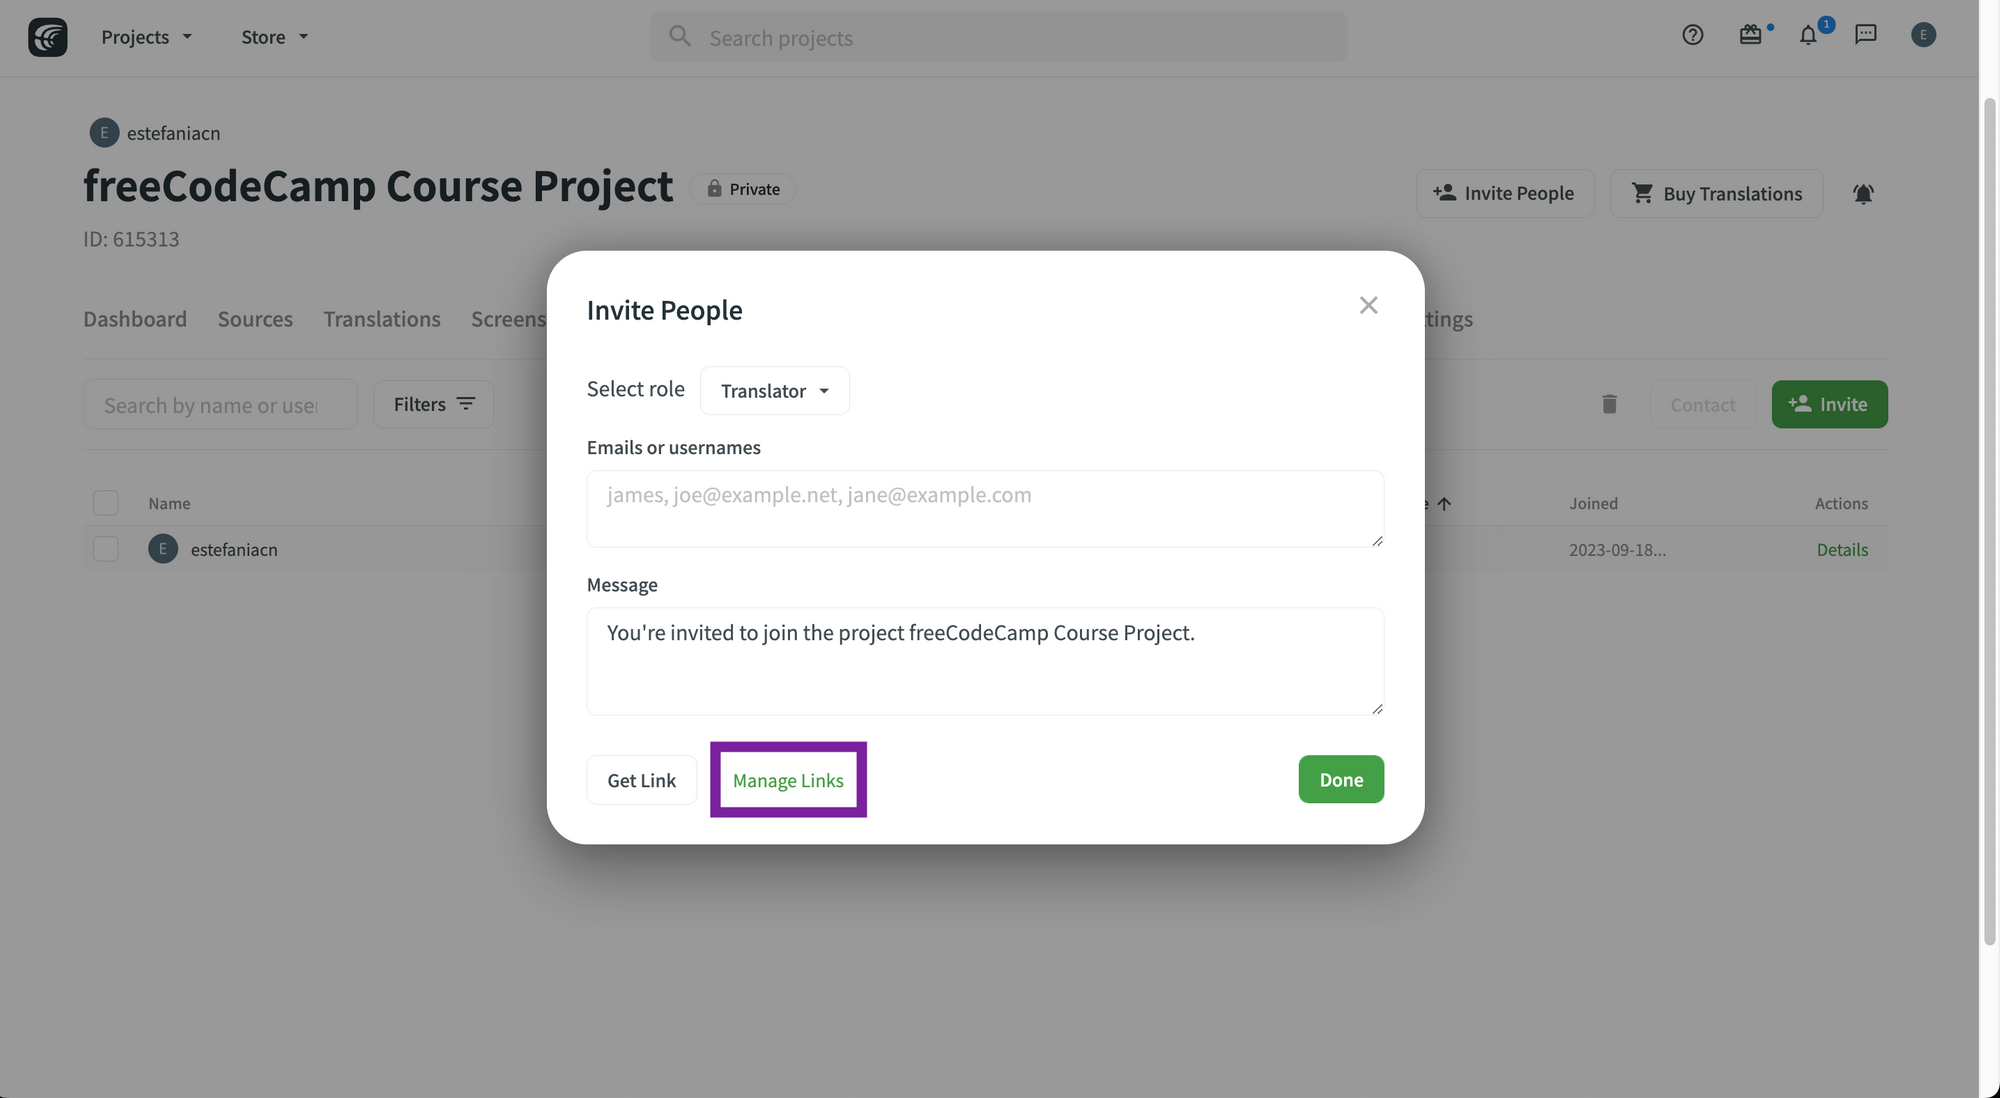 Projects Store Search projects 1 E
E estefaniacn
freeCodeCamp Course Project Private
Invite People Buy Translations
ID: 615313
Dashboard Sources Translations Screens tings
Search by name or use Filters Contact Invite
Name e Joined Actions
E estefaniacn 2023-09-18... Details
Invite People
Select role Translator
Emails or usernames
james, joe@example.net, jane@example.com
Message
You're invited to join the project freeCodeCamp Course Project.
Get Link Manage Links Done